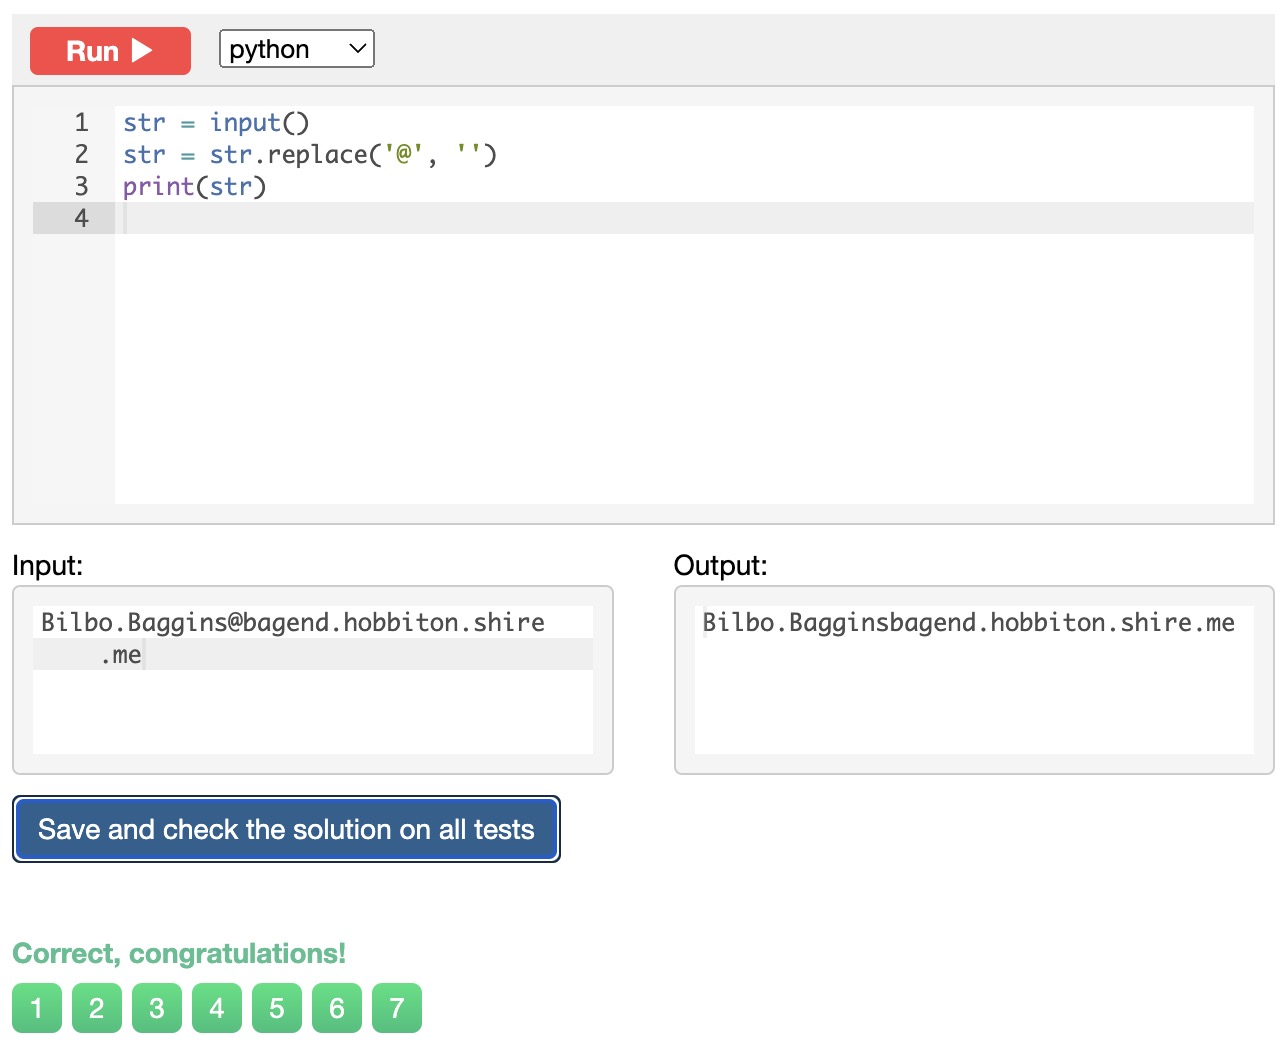 Run
python
1 str = input()
2 str = str.replace('@', '')
3 print(str)
4
Input:
Bilbo.Baggins@bagend.hobbiton.shire
.me
Output:
Bilbo.Bagginsbagend.hobbiton.shire.me
Save and check the solution on all tests
Correct, congratulations!
1 2 3 4 5 6 7